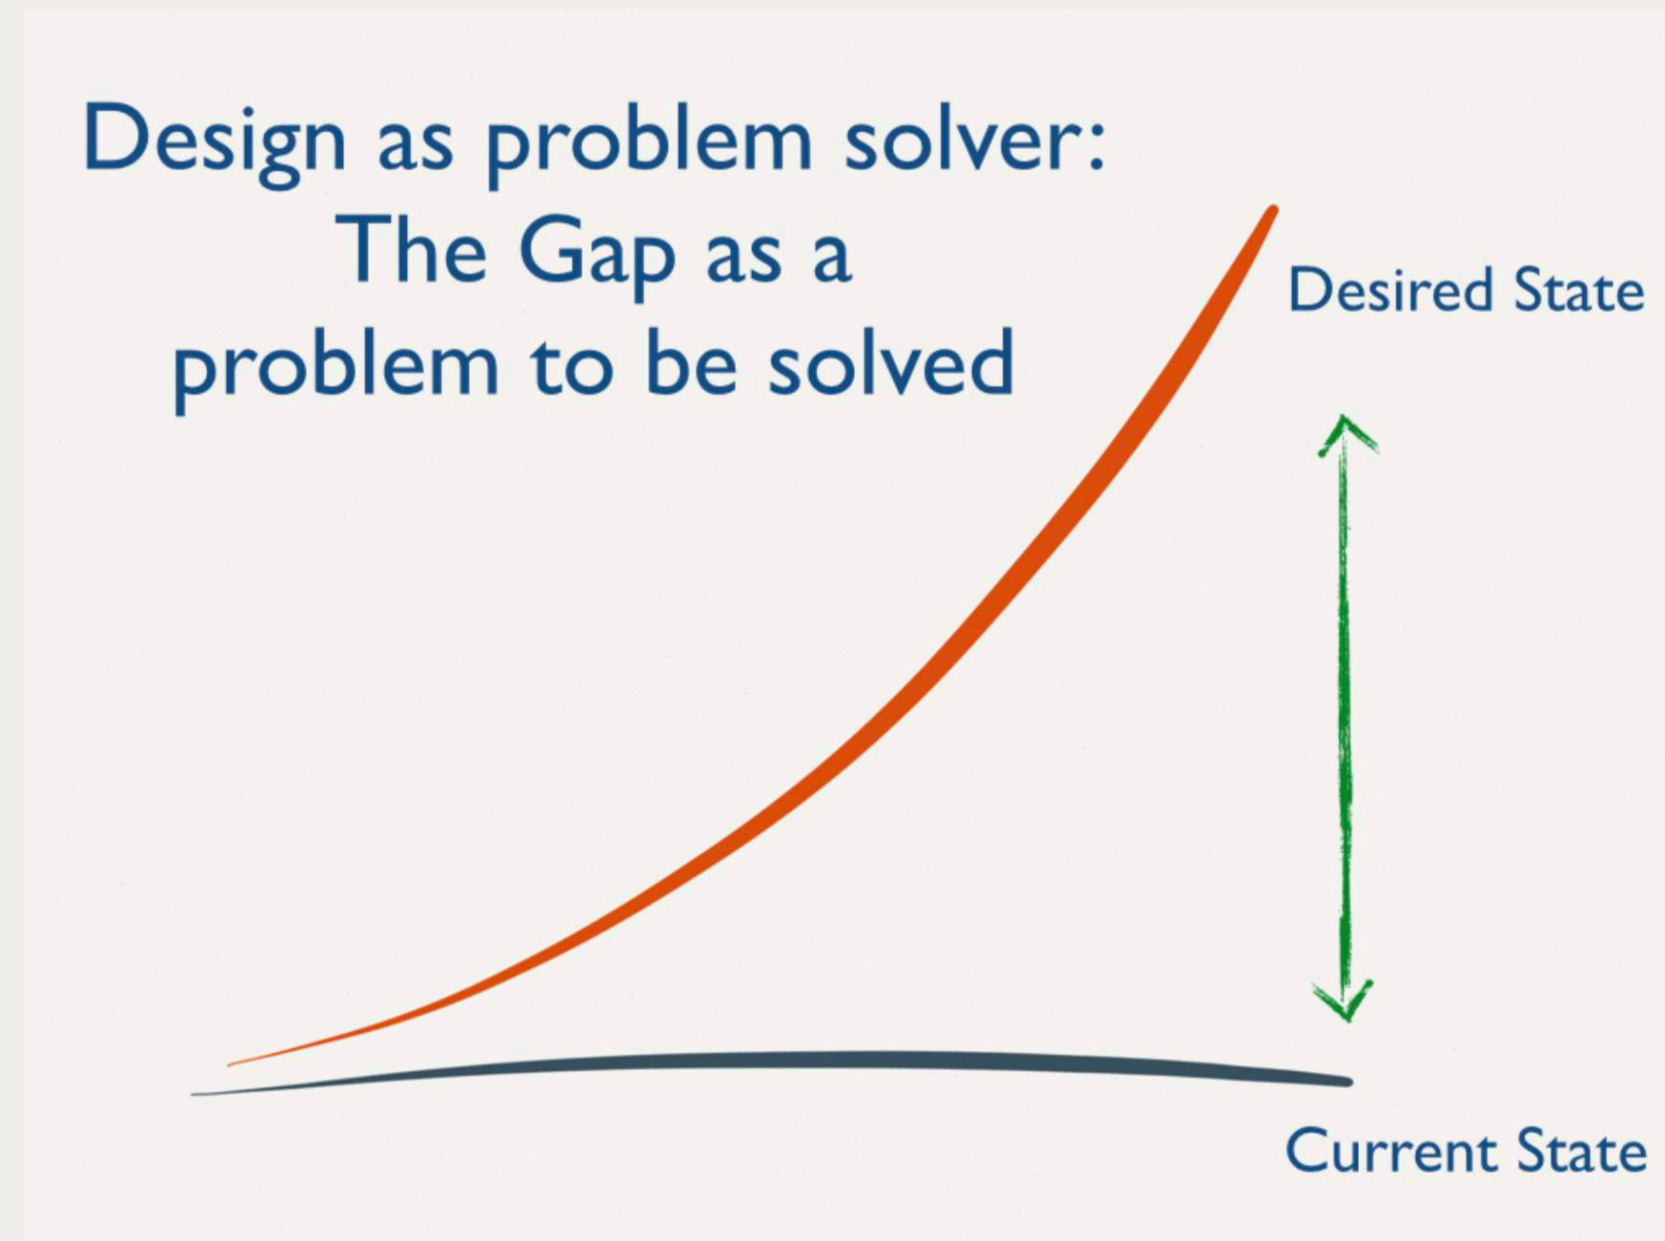 Design as problem solver:
The Gap as a
problem to be solved
Desired State
Current State